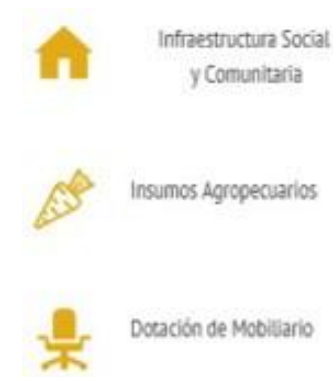 Infraestructura Social
y Comunitaria
Insumos Agropecuarios
Dotación de Mobiliario